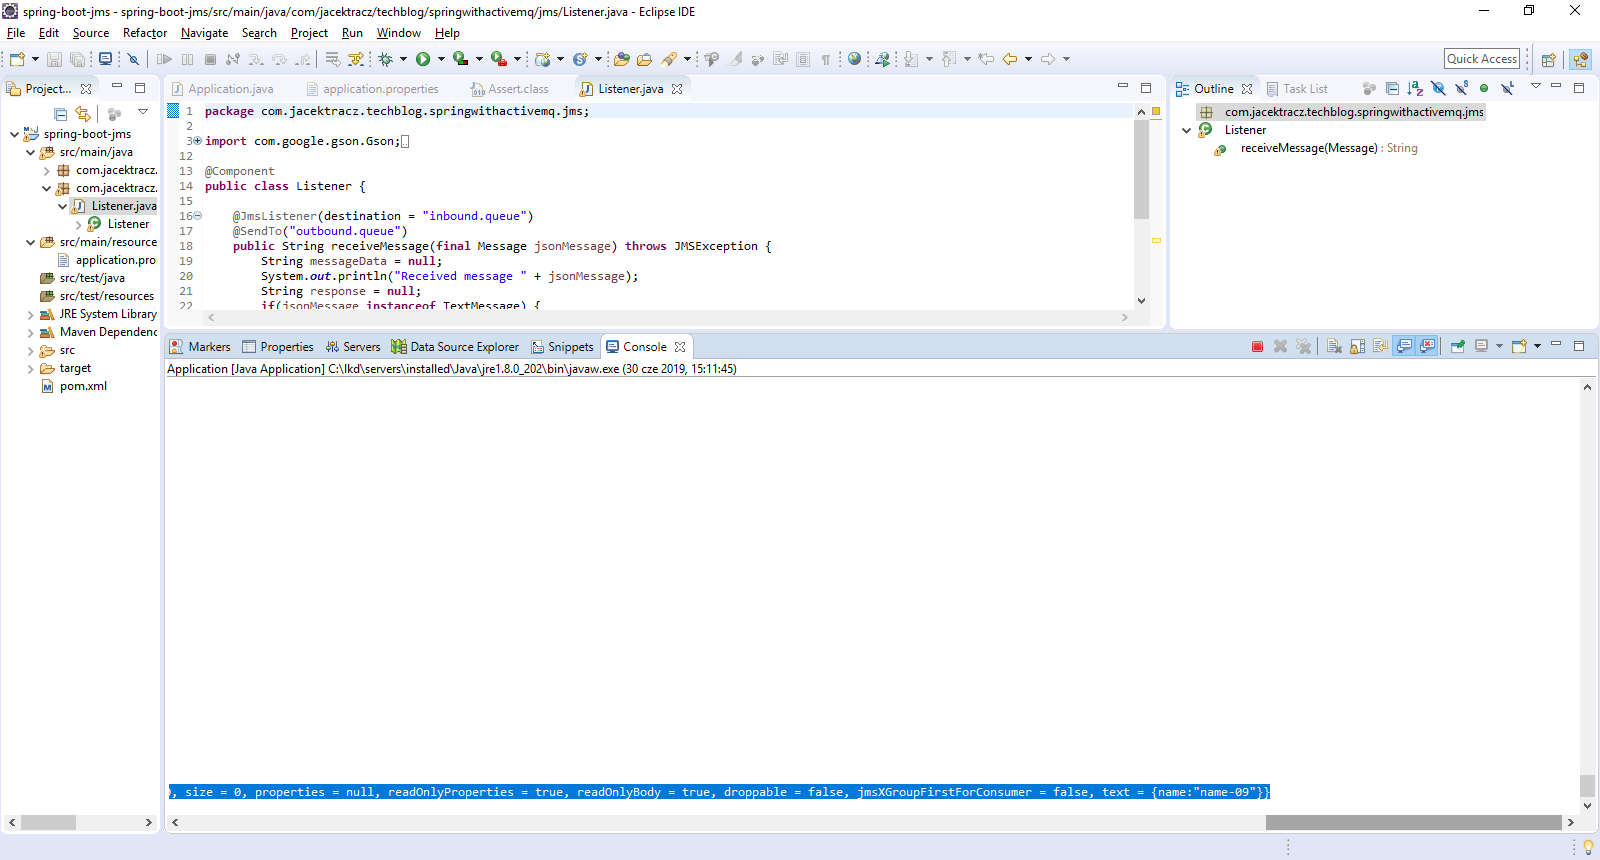 spring-boot-jms - spring-boot-jms/src/main/java/com/jacektracz/techblog/springwithactivemq/jms/Listener.java - Eclipse IDE
File Edit Source Refactor Navigate Search Project Run Window Help
Quick Access
Project...
spring-boot-jms
src/main/java
com.jacektracz.
com.jacektracz.
Listener.java
Listener
src/main/resource
application.pro
src/test/java
src/test/resources
JRE System Library
Maven Dependenc
src
target
pom.xml
Application.java application.properties Assert.class Listener.java
1 package com.jacektracz.techblog.springwithactivemq.jms;
2
3 import com.google.gson.Gson;
12
13 @Component
14 public class Listener {
15
16 @JmsListener(destination = "inbound.queue")
17 @SendTo("outbound.queue")
18 public String receiveMessage(final Message jsonMessage) throws JMSException {
19 String messageData = null;
20 System.out.println("Received message " + jsonMessage);
21 String response = null;
22 if(jsonMessage instanceof TextMessage) {
Outline Task List
com.jacektracz.techblog.springwithactivemq.jms
Listener
receiveMessage(Message) : String
Markers Properties Servers Data Source Explorer Snippets Console
Application [Java Application] C:\lkd\servers\installed\Java\jre1.8.0_202\bin\javaw.exe (30 cze 2019, 15:11:45)
, size = 0, properties = null, readOnlyProperties = true, readOnlyBody = true, droppable = false, jmsXGroupFirstForConsumer = false, text = {name:"name-09"}}